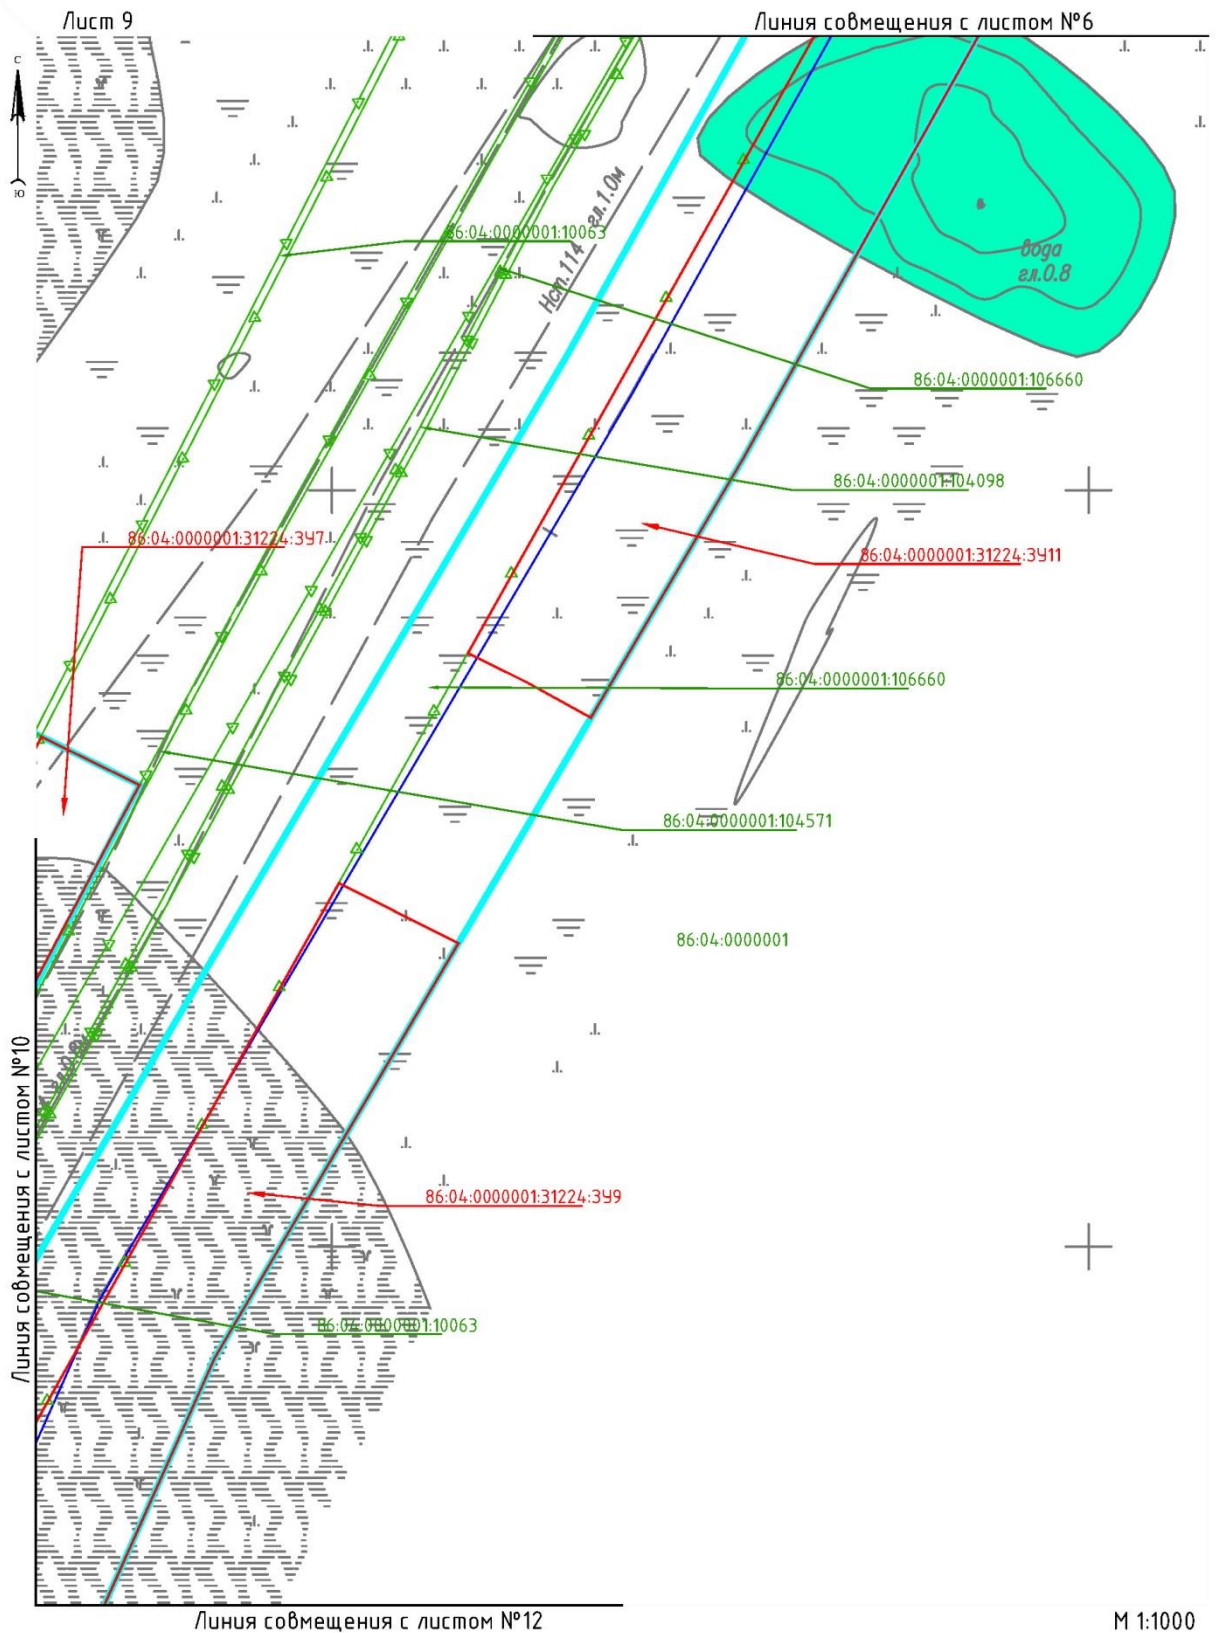 Лист 9
Линия совмещения с листом №6
С
Ю
86:04:0000001:10063
Нст.114 гл.1.0м
вода
гл.0.8
86:04:0000001:106660
86:04:0000001:104098
86:04:0000001:31224:ЗУ7
86:04:0000001:31224:ЗУ11
86:04:0000001:106660
86:04:0000001:104571
86:04:0000001
Линия совмещения с листом №10
86:04:0000001:31224:ЗУ9
86:04:0000001:10063
Линия совмещения с листом №12
М 1:1000